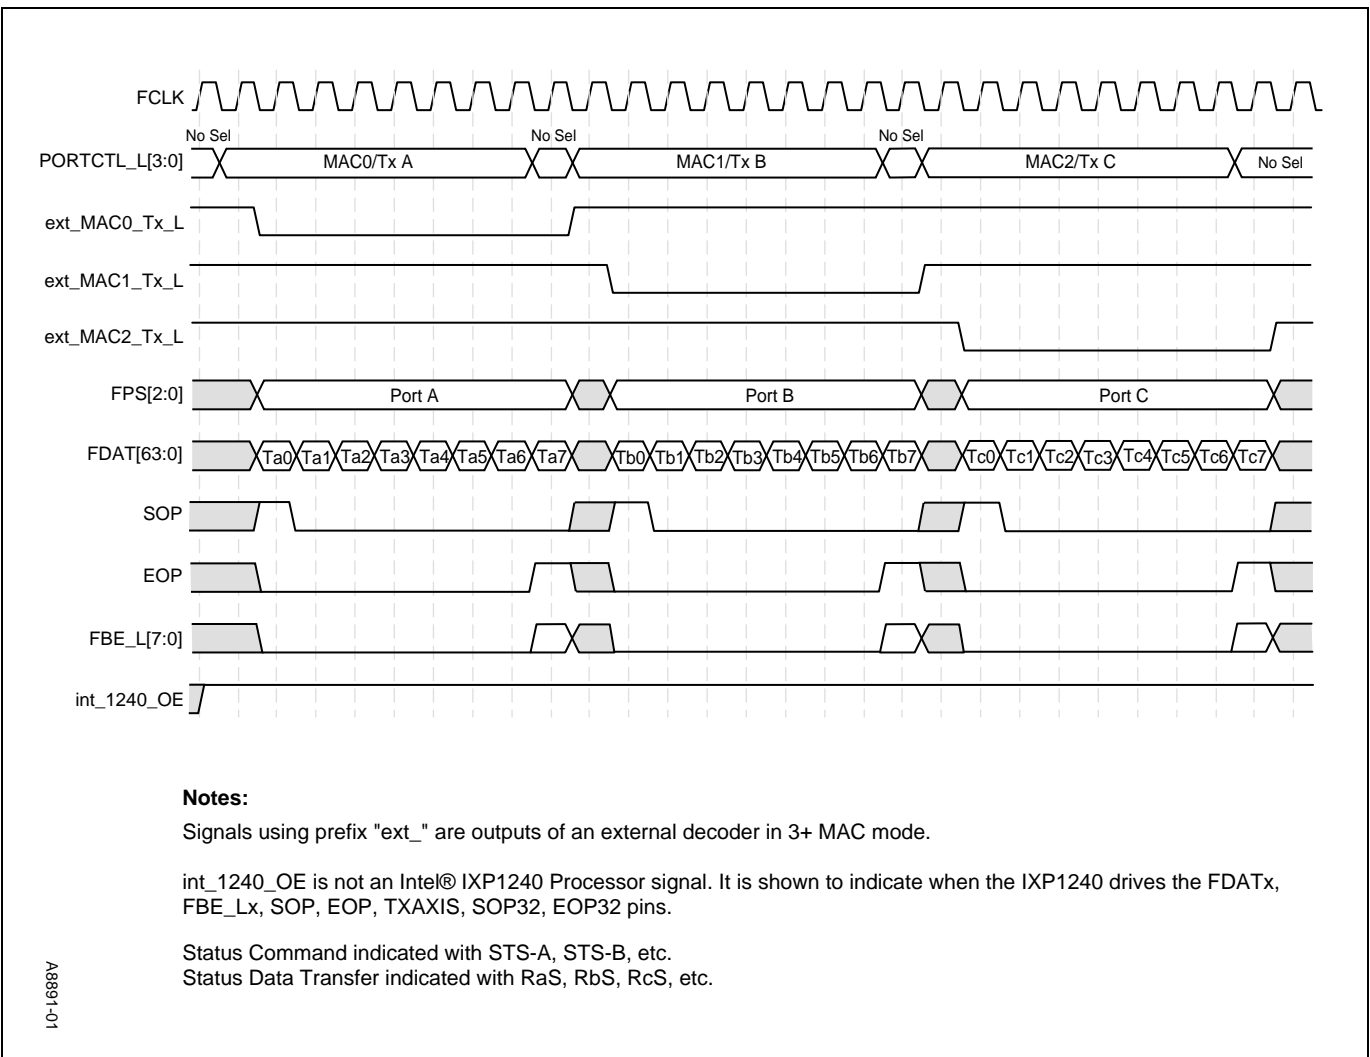 FCLK
No Sel No Sel No Sel
PORTCTL_L[3:0] MAC0/Tx A MAC1/Tx B MAC2/Tx C No Sel
ext_MAC0_Tx_L
ext_MAC1_Tx_L
ext_MAC2_Tx_L
FPS[2:0] Port A Port B Port C
FDAT[63:0] Ta0 Ta1 Ta2 Ta3 Ta4 Ta5 Ta6 Ta7 Tb0 Tb1 Tb2 Tb3 Tb4 Tb5 Tb6 Tb7 Tc0 Tc1 Tc2 Tc3 Tc4 Tc5 Tc6 Tc7
SOP
EOP
FBE_L[7:0]
int_1240_OE
Notes:
Signals using prefix "ext_" are outputs of an external decoder in 3+ MAC mode.
int_1240_OE is not an Intel® IXP1240 Processor signal. It is shown to indicate when the IXP1240 drives the FDATx,
FBE_Lx, SOP, EOP, TXAXIS, SOP32, EOP32 pins.
Status Command indicated with STS-A, STS-B, etc.
Status Data Transfer indicated with RaS, RbS, RcS, etc.
A8891-01